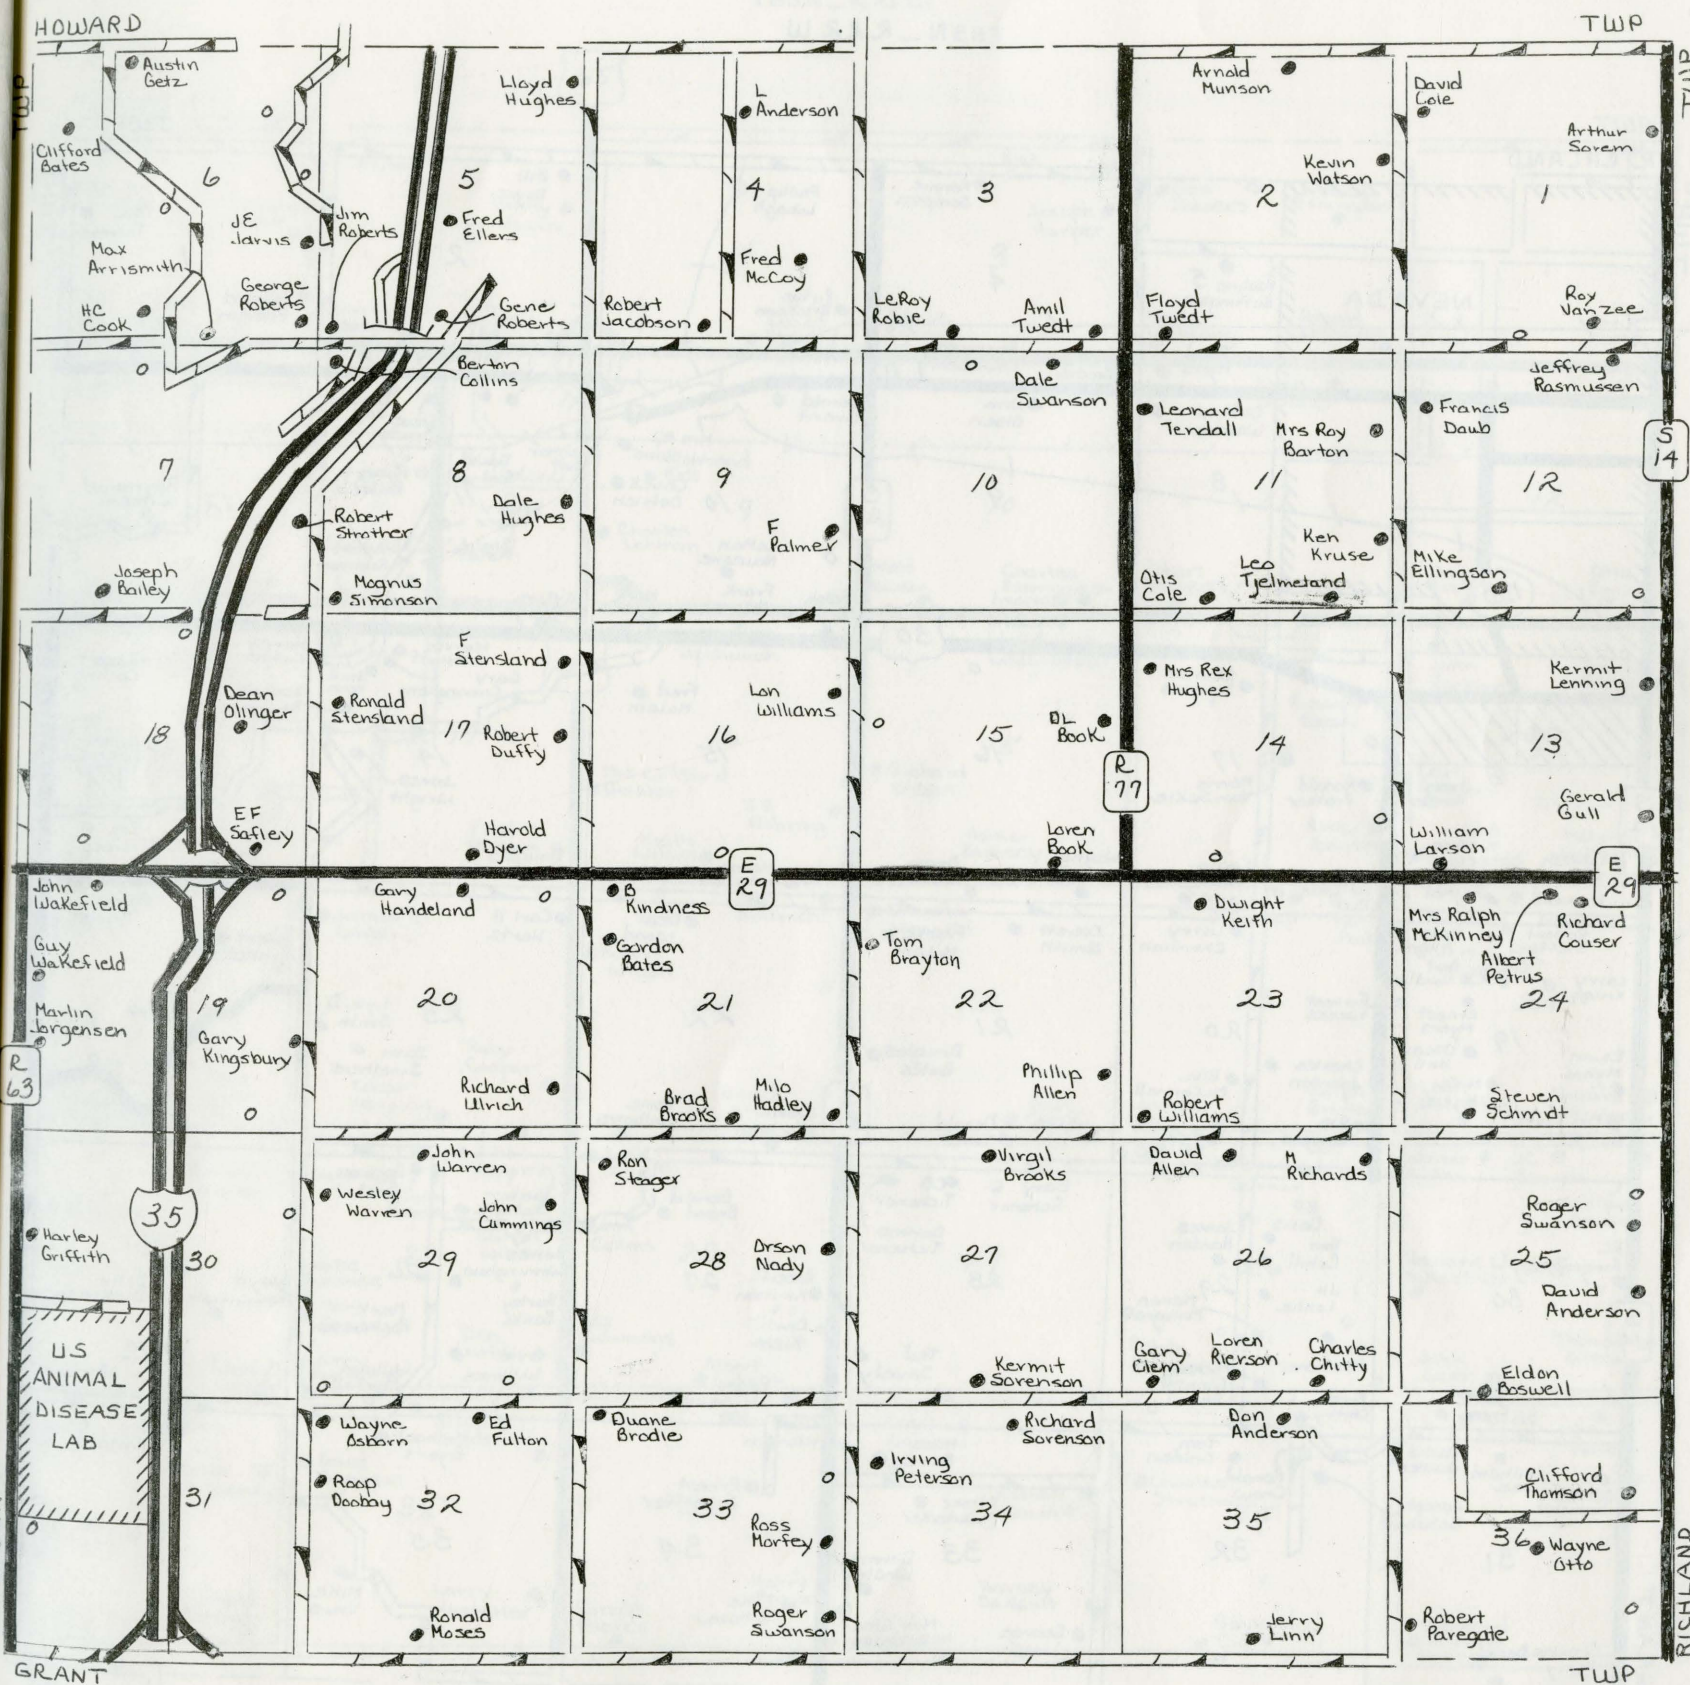 HOWARD
TWP
TWP
TWP
Austin
Getz
Clifford
Bates
6
JE
Jarvis
Max
Arrismith
HC
Cook
George
Roberts
Jim
Roberts
5
Lloyd
Hughes
Fred
Ellers
Gene
Roberts
L
Anderson
4
Fred
McCoy
Robert
Jacobson
3
LeRoy
Robie
Amil
Twedt
Arnold
Munson
Kevin
Watson
2
Floyd
Twedt
David
Cole
Arthur
Sorem
1
Roy
Van Zee
7
Joseph
Bailey
Berton
Collins
8
Dale
Hughes
Robert
Strother
Magnus
Simonson
9
F
Palmer
10
Dale
Swanson
Leonard
Tendall
Mrs Roy
Barton
11
Ken
Kruse
Otis
Cole
Leo
Tjelmeland
Jeffrey
Rasmussen
Francis
Daub
12
Mike
Ellingson
S
14
18
Dean
Olinger
EF
Safley
F
Stensland
Ronald
Stensland
17
Robert
Duffy
Harold
Dyer
16
Lon
Williams
15
DL
Book
Loren
Book
R
77
Mrs Rex
Hughes
14
Kermit
Lenning
13
Gerald
Gull
William
Larson
E
29
E
29
John
Wakefield
Guy
Wakefield
Marlin
Jorgensen
19
Gary
Kingsbury
R
63
Gary
Handeland
20
Richard
Ulrich
B
Kindness
Gordon
Bates
21
Brad
Brooks
Milo
Hadley
Tom
Brayton
22
Phillip
Allen
Dwight
Keith
23
Robert
Williams
Mrs Ralph
McKinney
Albert
Petrus
Richard
Couser
24
Steven
Schmidt
35
Harley
Griffith
30
John
Warren
Wesley
Warren
John
Cummings
29
Ron
Steager
28
Orson
Nady
Virgil
Brooks
27
Kermit
Sorenson
David
Allen
M
Richards
26
Gary
Clem
Loren
Rierson
Charles
Chitty
Roger
Swanson
25
David
Anderson
Eldon
Boswell
US
ANIMAL
DISEASE
LAB
31
Wayne
Osborn
Ed
Fulton
Roop
Doobay
32
Ronald
Moses
Duane
Brodie
33
Ross
Morfey
Roger
Swanson
Richard
Sorenson
Irving
Peterson
34
Don
Anderson
35
Jerry
Linn
Clifford
Thomson
36
Wayne
Otto
Robert
Paregate
RICHLAND
GRANT
TWP